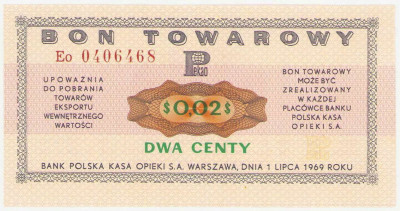 BON TOWAROWY
Eo 0406468
PKaO
UPOWAŻNIA
DO POBRANIA
TOWARÓW
EKSPORTU
WEWNĘTRZNEGO
WARTOŚCI
$0,02$
BON TOWAROWY
MOŻE BYĆ
ZREALIZOWANY
W KAŻDEJ
PLACÓWCE BANKU
POLSKA KASA
OPIEKI S.A.
DWA CENTY
BANK POLSKA KASA OPIEKI S.A. WARSZAWA, DNIA 1 LIPCA 1969 ROKU